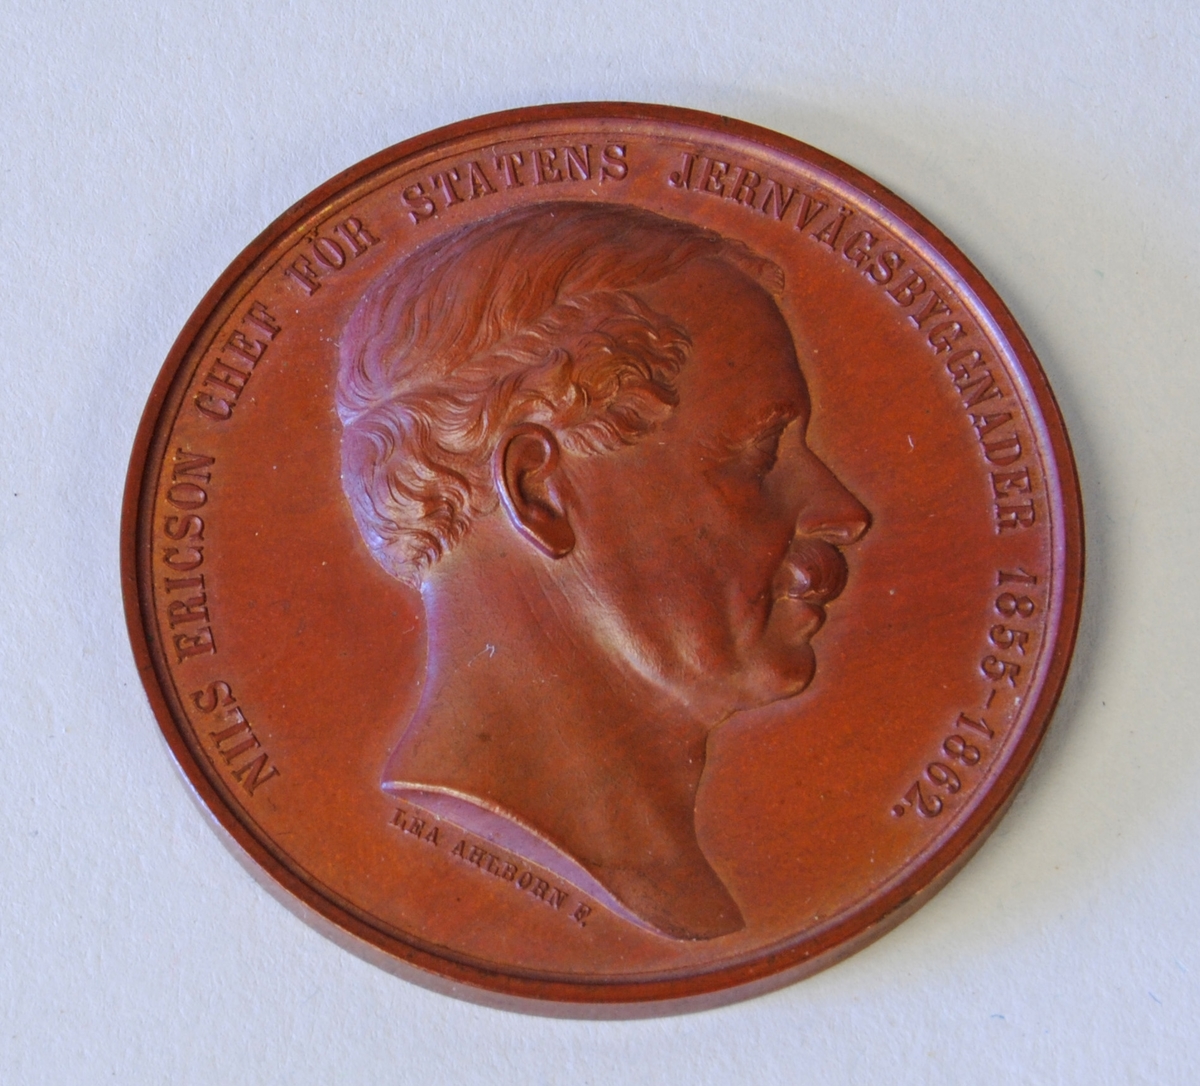 NILS ERICSON CHEF FÖR STATENS JERNVÄGSBYGGNADER 1855-1862.
LEA AHLBORN F.